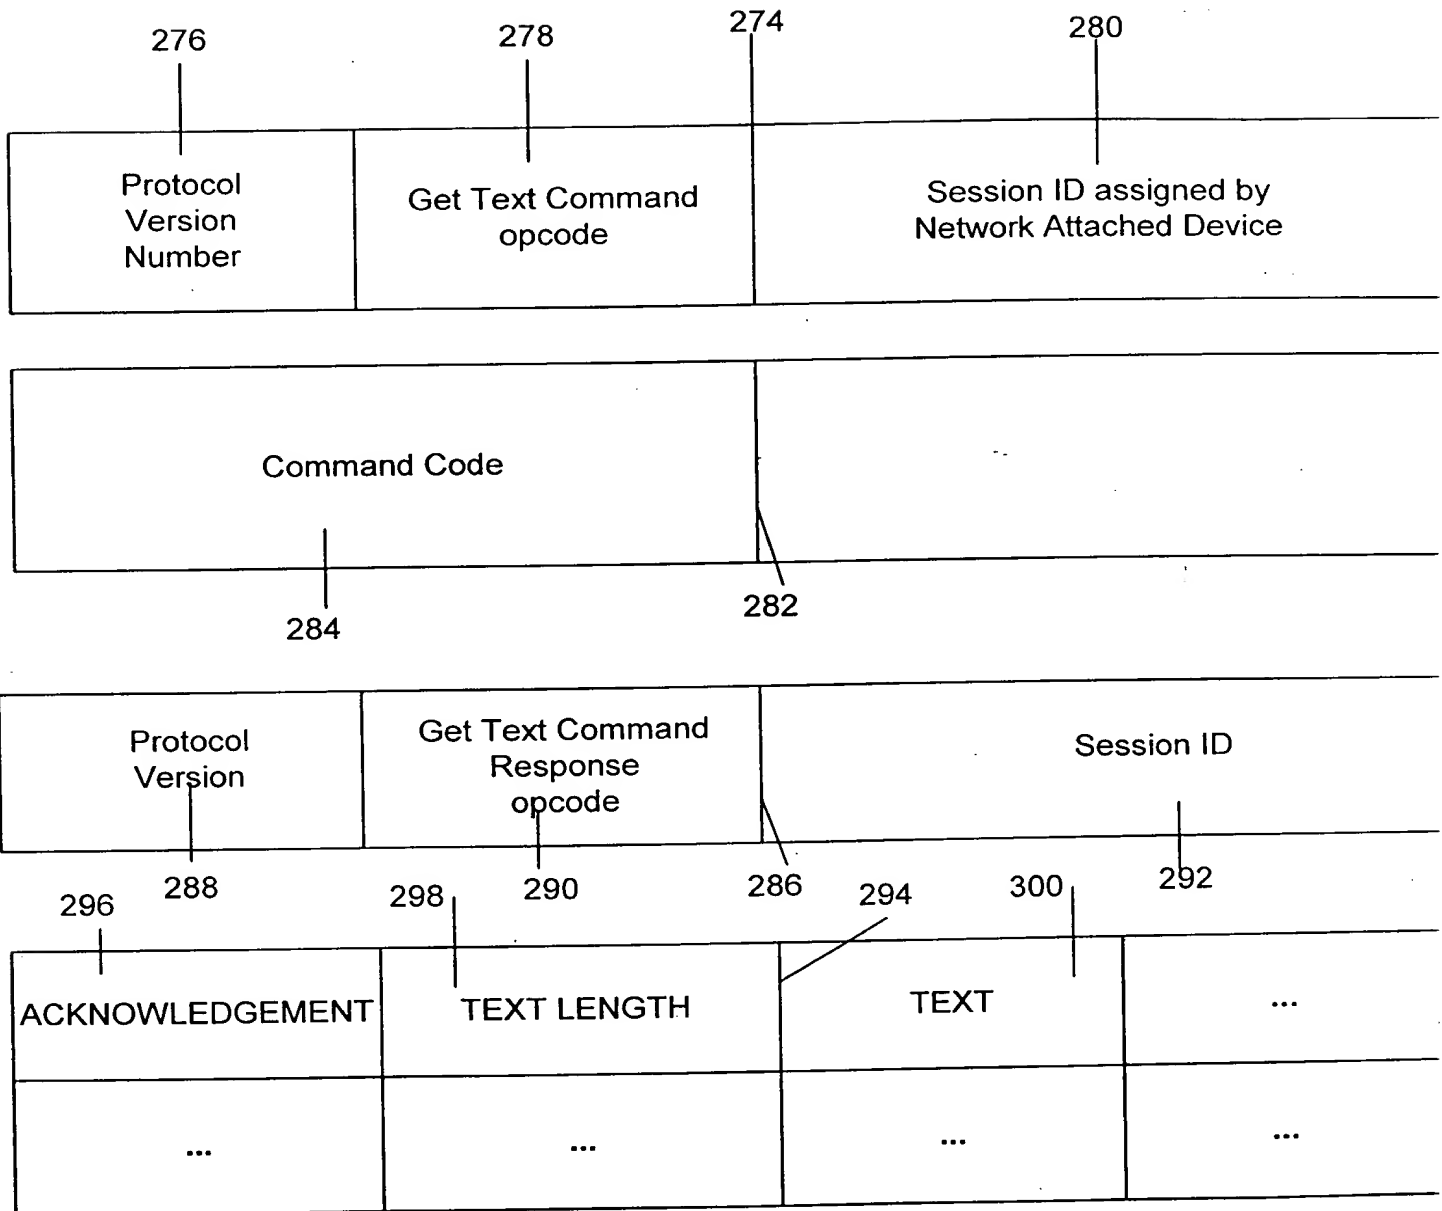 276
278
274
280
Protocol
Version
Number
Get Text Command
opcode
Session ID assigned by
Network Attached Device
Command Code
284
282
Protocol
Version
Get Text Command
Response
opcode
Session ID
288
290
286
292
296
298
294
300
ACKNOWLEDGEMENT
TEXT LENGTH
TEXT
...
...
...
...
...